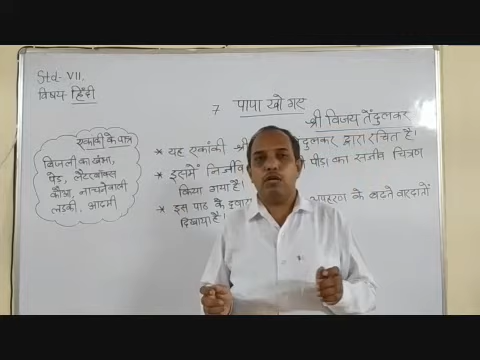 Std- VII.
विषय- हिंदी
7 पापा खो गए
श्री विजय तेंदुलकर
एकांकी के पात्र
बिजली का खंभा,
पेड़, लैटरबॉक्स
कौआ, नाचनेवाली
लड़की, आदमी
* यह एकांकी श्री दुलकर द्वारा रचित है।
* इसमें निर्जीव पीड़ा का सजीव चित्रण
किया गया है।
* इस पाठ के द्वारा अपहरण के बढते वारदातों
दिखाया है।